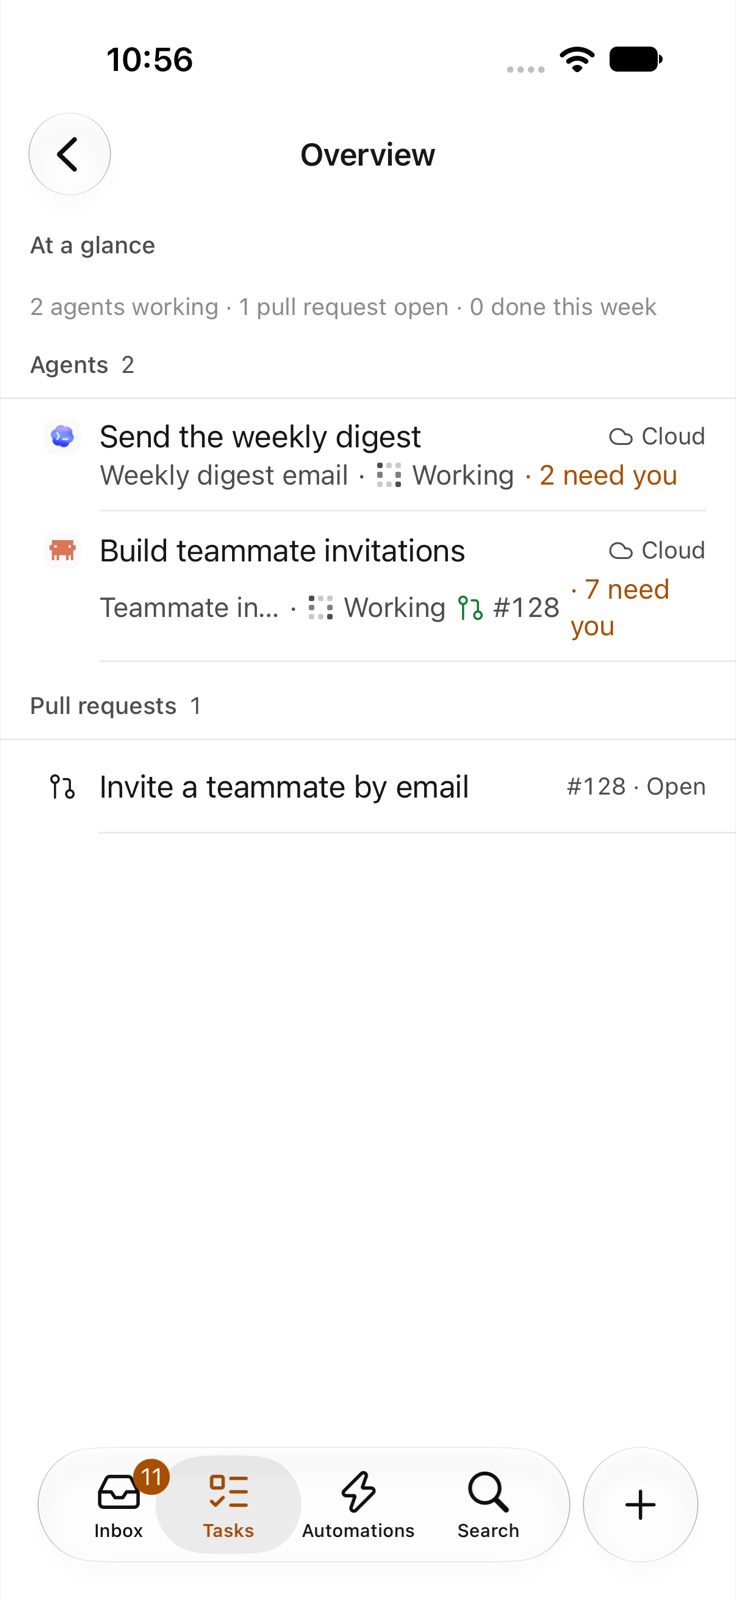 10:56
Overview
At a glance
2 agents working · 1 pull request open · 0 done this week
Agents 2
Send the weekly digest
Cloud
Weekly digest email · Working · 2 need you
Build teammate invitations
Cloud
Teammate in... · Working #128 · 7 need you
Pull requests 1
Invite a teammate by email
#128 · Open
11
Inbox
Tasks
Automations
Search